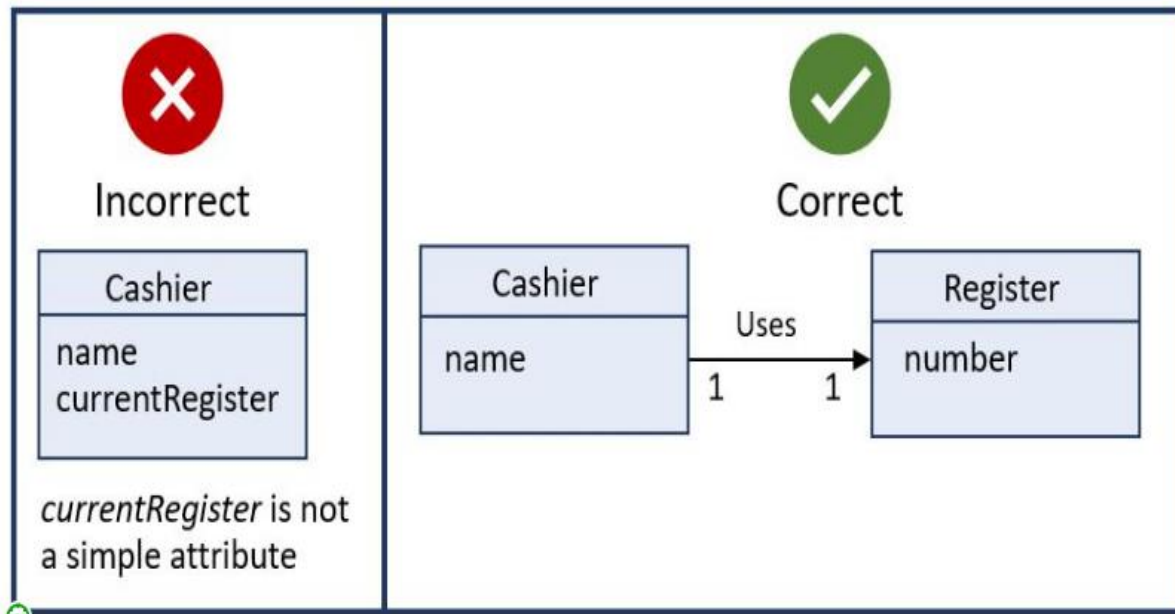 Incorrect
Cashier
name
currentRegister
currentRegister is not
a simple attribute
Correct
Cashier
name
Uses
1
1
Register
number